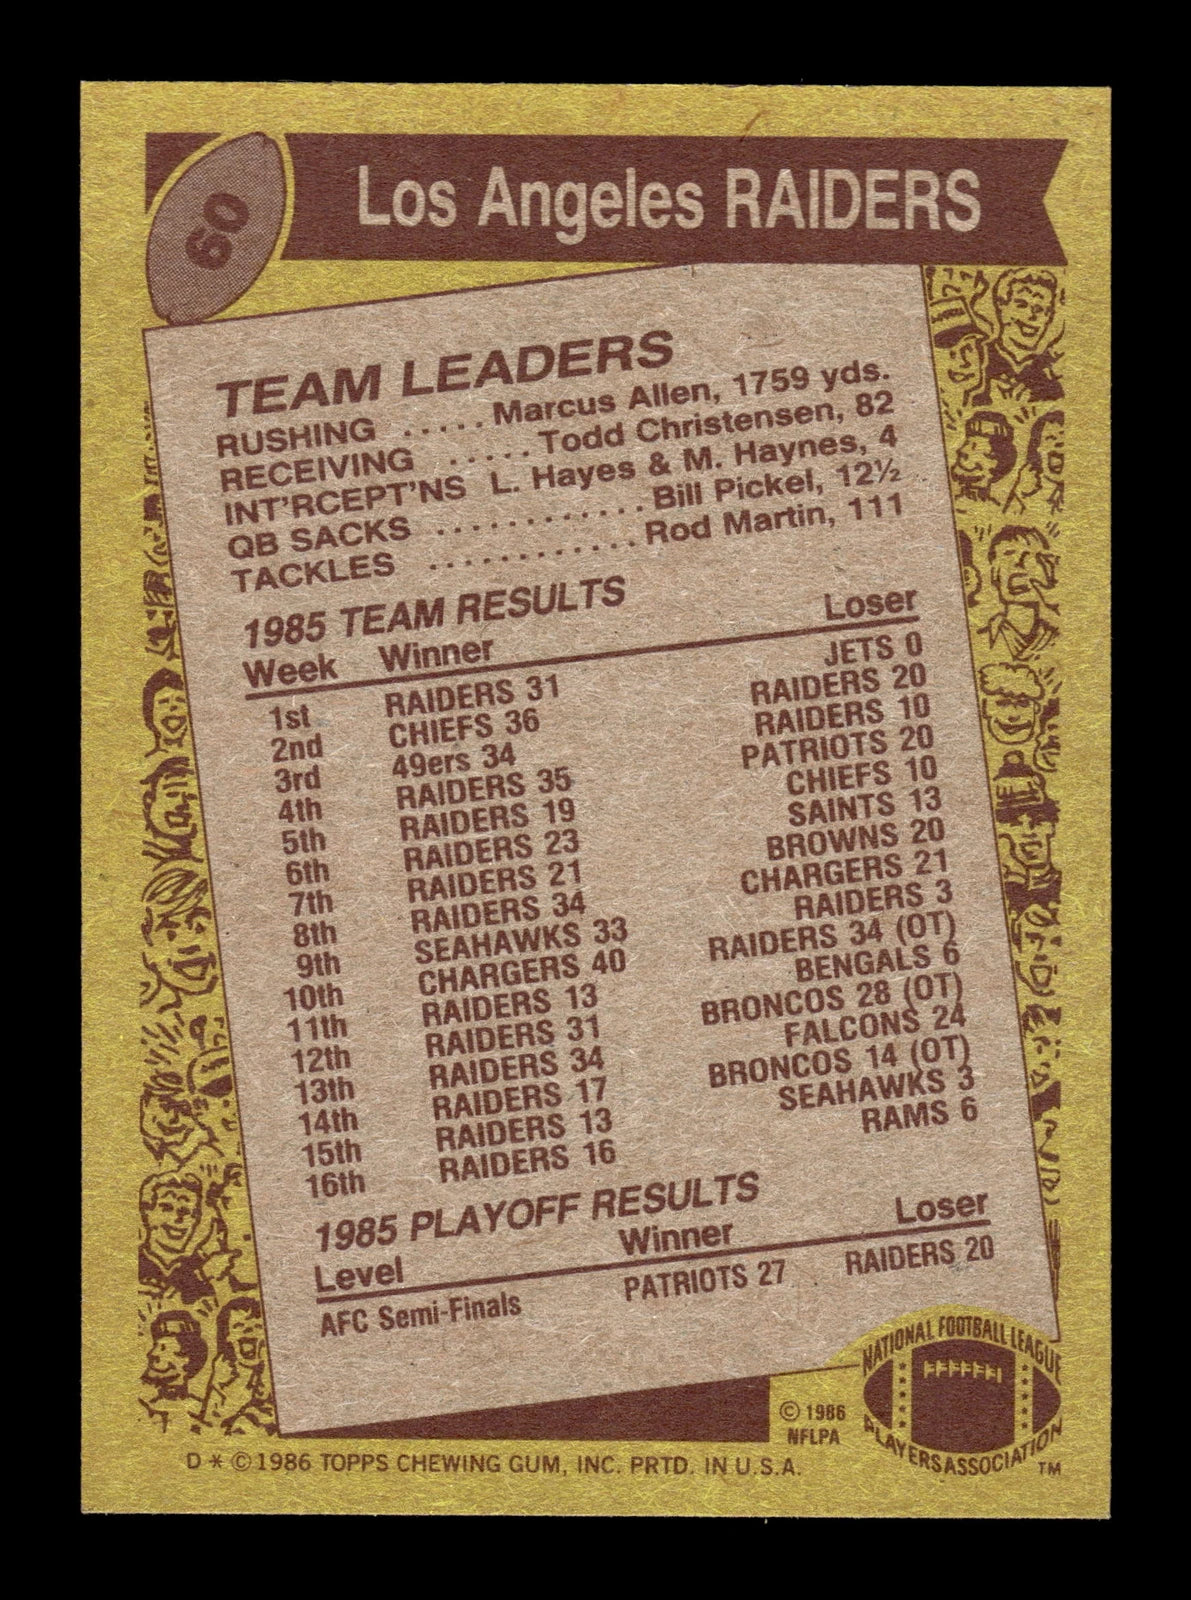 60
Los Angeles RAIDERS
TEAM LEADERS
RUSHING ..... Marcus Allen, 1759 yds.
RECEIVING ..... Todd Christensen, 82
INT'RCEPT'NS L. Hayes & M. Haynes, 4
QB SACKS ............. Bill Pickel, 12½
TACKLES ............ Rod Martin, 111
1985 TEAM RESULTS
Week Winner Loser
1st RAIDERS 31 JETS 0
2nd CHIEFS 36 RAIDERS 20
3rd 49ers 34 RAIDERS 10
4th RAIDERS 35 PATRIOTS 20
5th RAIDERS 19 CHIEFS 10
6th RAIDERS 23 SAINTS 13
7th RAIDERS 21 BROWNS 20
8th RAIDERS 34 CHARGERS 21
9th SEAHAWKS 33 RAIDERS 3
10th CHARGERS 40 RAIDERS 34 (OT)
11th RAIDERS 13 BENGALS 6
12th RAIDERS 31 BRONCOS 28 (OT)
13th RAIDERS 34 FALCONS 24
14th RAIDERS 17 BRONCOS 14 (OT)
15th RAIDERS 13 SEAHAWKS 3
16th RAIDERS 16 RAMS 6
1985 PLAYOFF RESULTS
Level Winner Loser
AFC Semi-Finals PATRIOTS 27 RAIDERS 20
NATIONAL FOOTBALL LEAGUE
PLAYERS ASSOCIATION
TM
© 1986
NFLPA
D * © 1986 TOPPS CHEWING GUM, INC. PRTD. IN U.S.A.